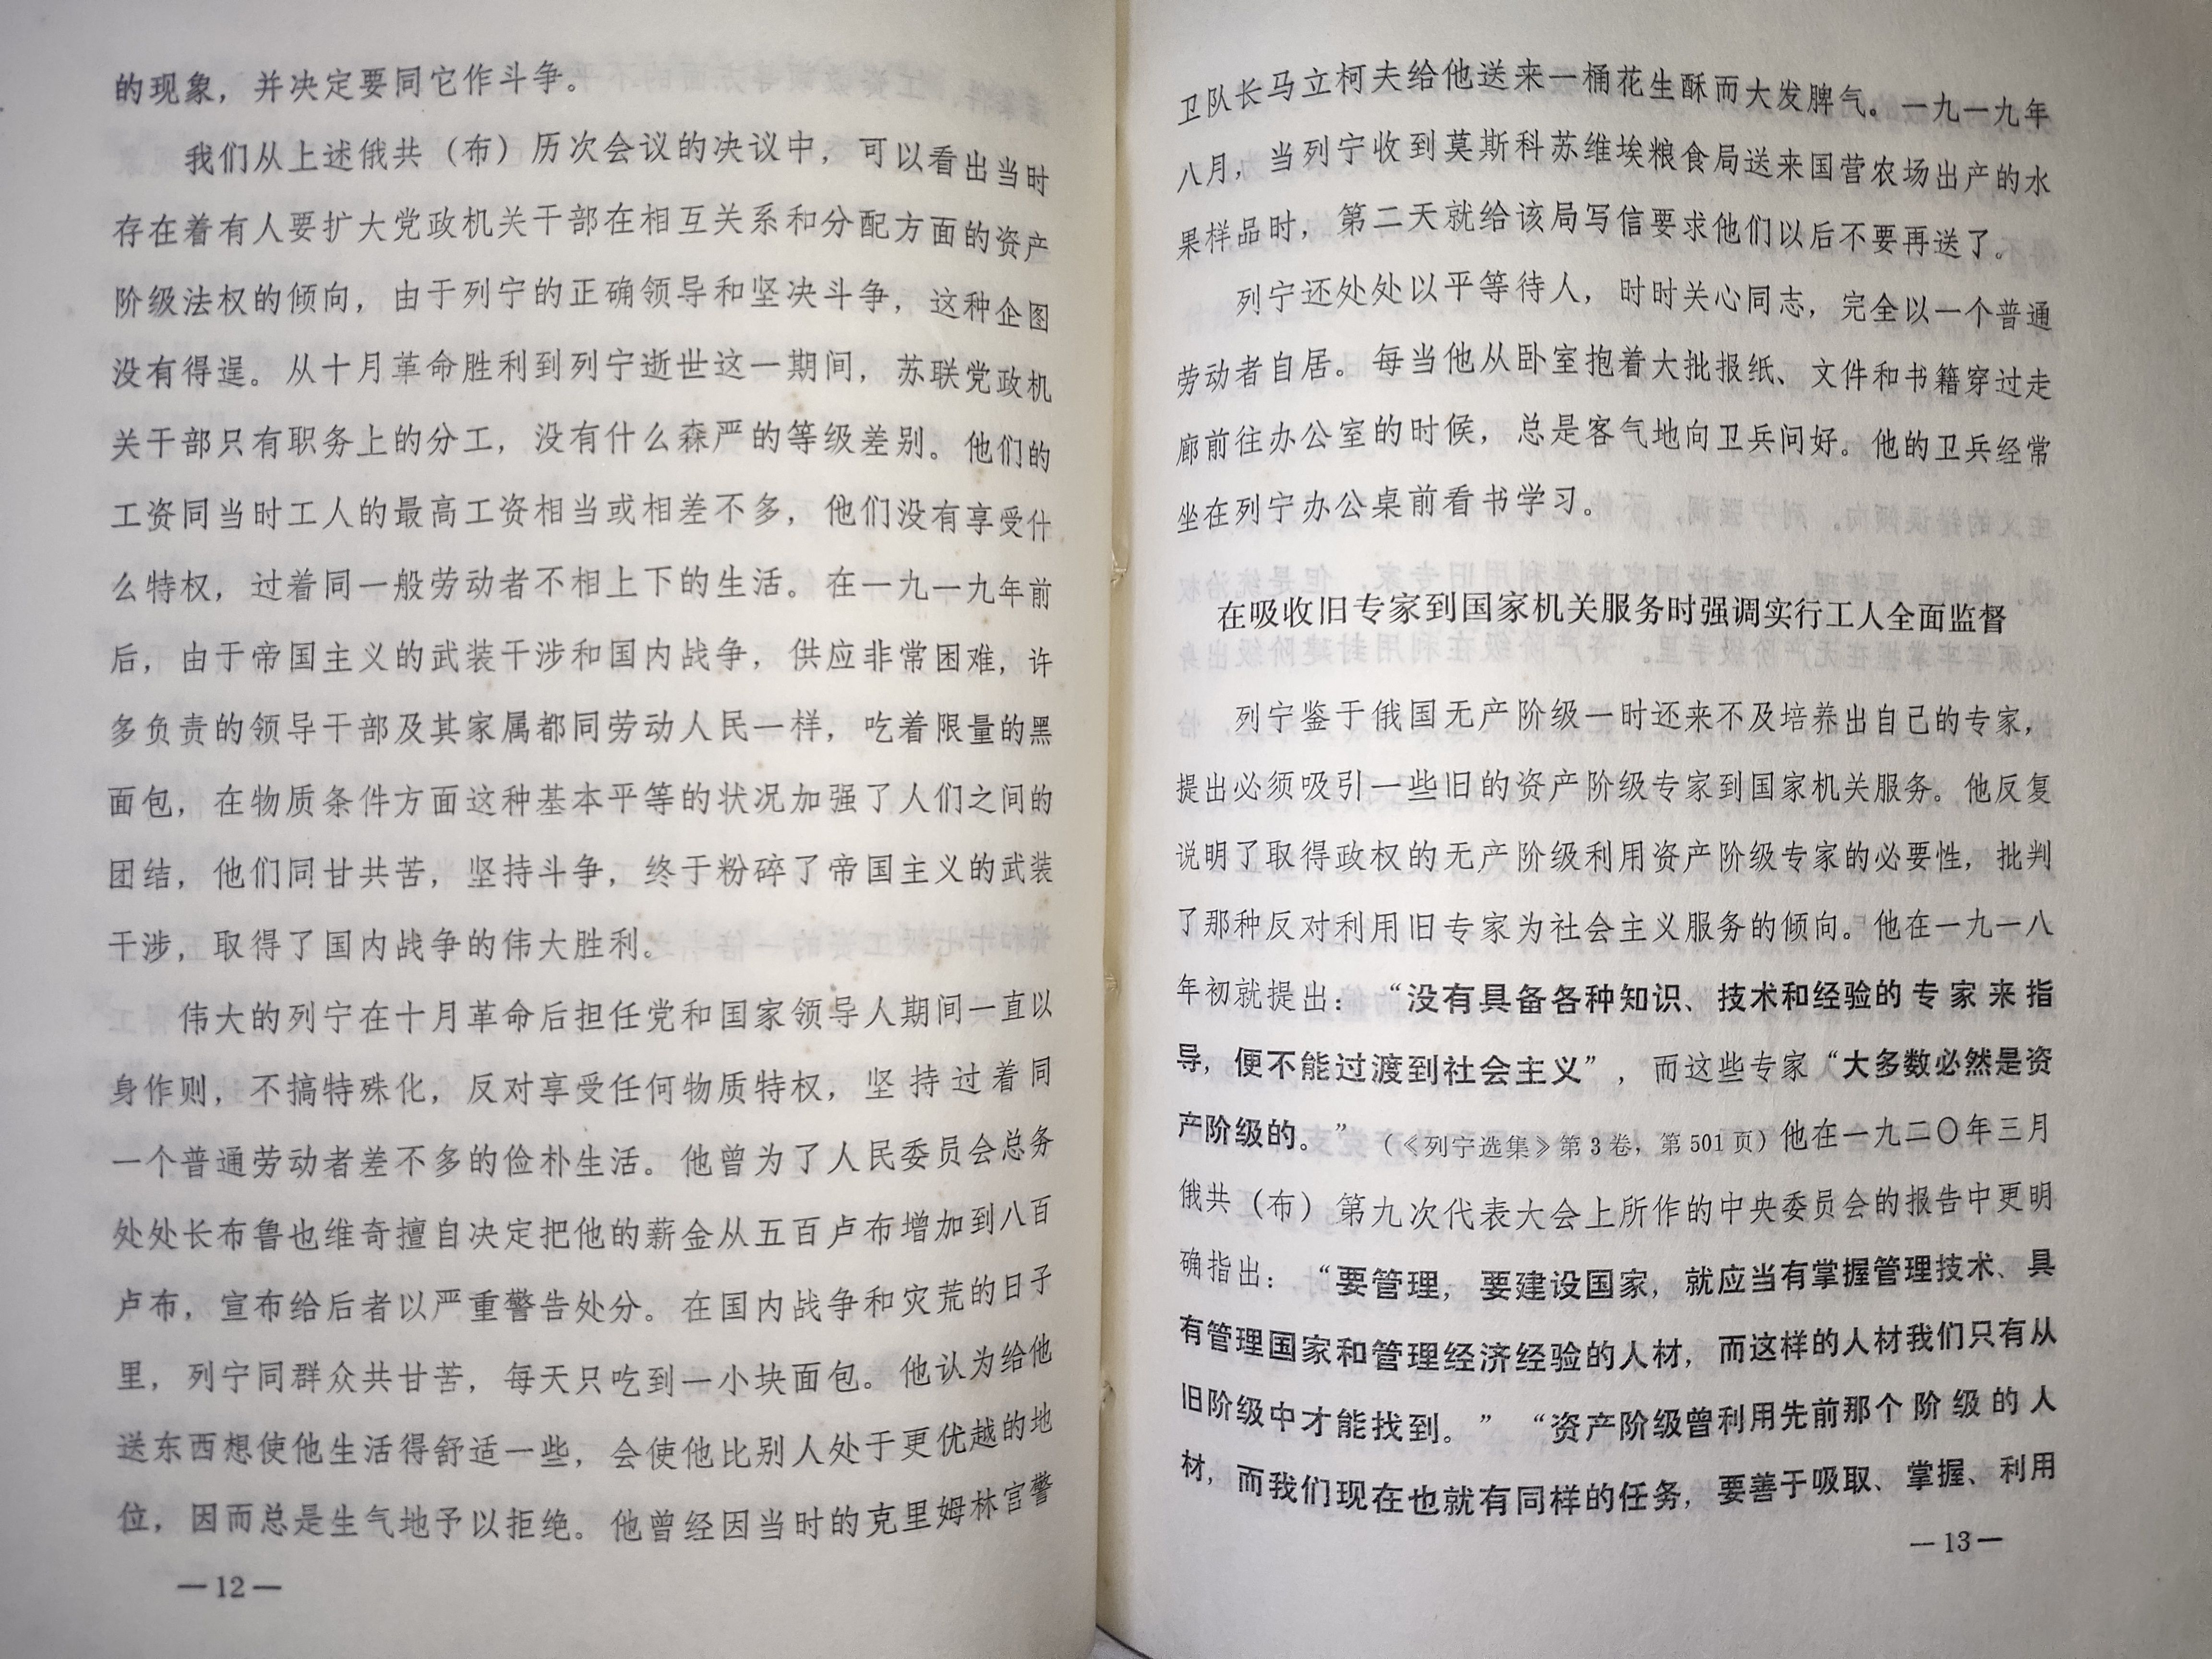 的现象，并决定要同它作斗争。
我们从上述俄共（布）历次会议的决议中，可以看出当时
存在着有人要扩大党政机关干部在相互关系和分配方面的资产
阶级法权的倾向，由于列宁的正确领导和坚决斗争，这种企图
没有得逞。从十月革命胜利到列宁逝世这一期间，苏联党政机
关干部只有职务上的分工，没有什么森严的等级差别。他们的
工资同当时工人的最高工资相当或相差不多，他们没有享受什
么特权，过着同一般劳动者不相上下的生活。在一九一九年前
后，由于帝国主义的武装干涉和国内战争，供应非常困难，许
多负责的领导干部及其家属都同劳动人民一样，吃着限量的黑
面包，在物质条件方面这种基本平等的状况加强了人们之间的
团结，他们同甘共苦，坚持斗争，终于粉碎了帝国主义的武装
干涉，取得了国内战争的伟大胜利。
伟大的列宁在十月革命后担任党和国家领导人期间一直以
身作则，不搞特殊化，反对享受任何物质特权，坚持过着同
一个普通劳动者差不多的俭朴生活。他曾为了人民委员会总务
处处长布鲁也维奇擅自决定把他的薪金从五百卢布增加到八百
卢布，宣布给后者以严重警告处分。在国内战争和灾荒的日子
里，列宁同群众共甘苦，每天只吃到一小块面包。他认为给他
送东西想使他生活得舒适一些，会使他比别人处于更优越的地
位，因而总是生气地予以拒绝。他曾经因当时的克里姆林宫警
—12—
卫队长马立柯夫给他送来一桶花生酥而大发脾气。一九一九年
八月，当列宁收到莫斯科苏维埃粮食局送来国营农场出产的水
果样品时，第二天就给该局写信要求他们以后不要再送了。
列宁还处处以平等待人，时时关心同志，完全以一个普通
劳动者自居。每当他从卧室抱着大批报纸、文件和书籍穿过走
廊前往办公室的时候，总是客气地向卫兵问好。他的卫兵经常
坐在列宁办公桌前看书学习。
在吸收旧专家到国家机关服务时强调实行工人全面监督
列宁鉴于俄国无产阶级一时还来不及培养出自己的专家，
提出必须吸引一些旧的资产阶级专家到国家机关服务。他反复
说明了取得政权的无产阶级利用资产阶级专家的必要性，批判
了那种反对利用旧专家为社会主义服务的倾向。他在一九一八
年初就提出：“没有具备各种知识、技术和经验的专家来指
导，便不能过渡到社会主义”，而这些专家“大多数必然是资
产阶级的。”（《列宁选集》第3卷，第501页）他在一九二〇年三月
俄共（布）第九次代表大会上所作的中央委员会的报告中更明
确指出：“要管理，要建设国家，就应当有掌握管理技术、具
有管理国家和管理经济经验的人材，而这样的人材我们只有从
旧阶级中才能找到。”“资产阶级曾利用先前那个阶级的人
材，而我们现在也就有同样的任务，要善于吸取、掌握、利用
—13—